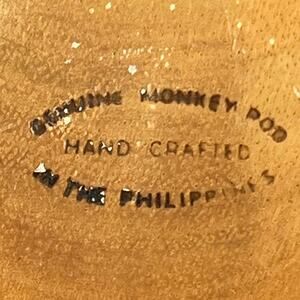 GENUINE MONKEY POD
HAND CRAFTED
IN THE PHILIPPINES